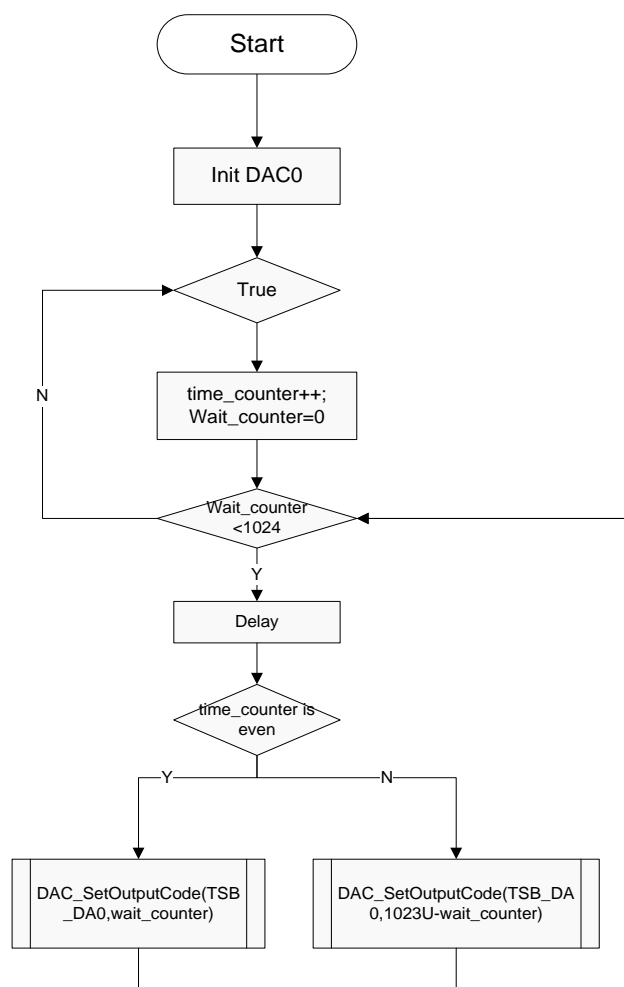 Start
Init DAC0
True
N
time_counter++;
Wait_counter=0
Wait_counter
<1024
Y
Delay
time_counter is
even
Y
N
DAC_SetOutputCode(TSB
_DA0,wait_counter)
DAC_SetOutputCode(TSB_DA
0,1023U-wait_counter)